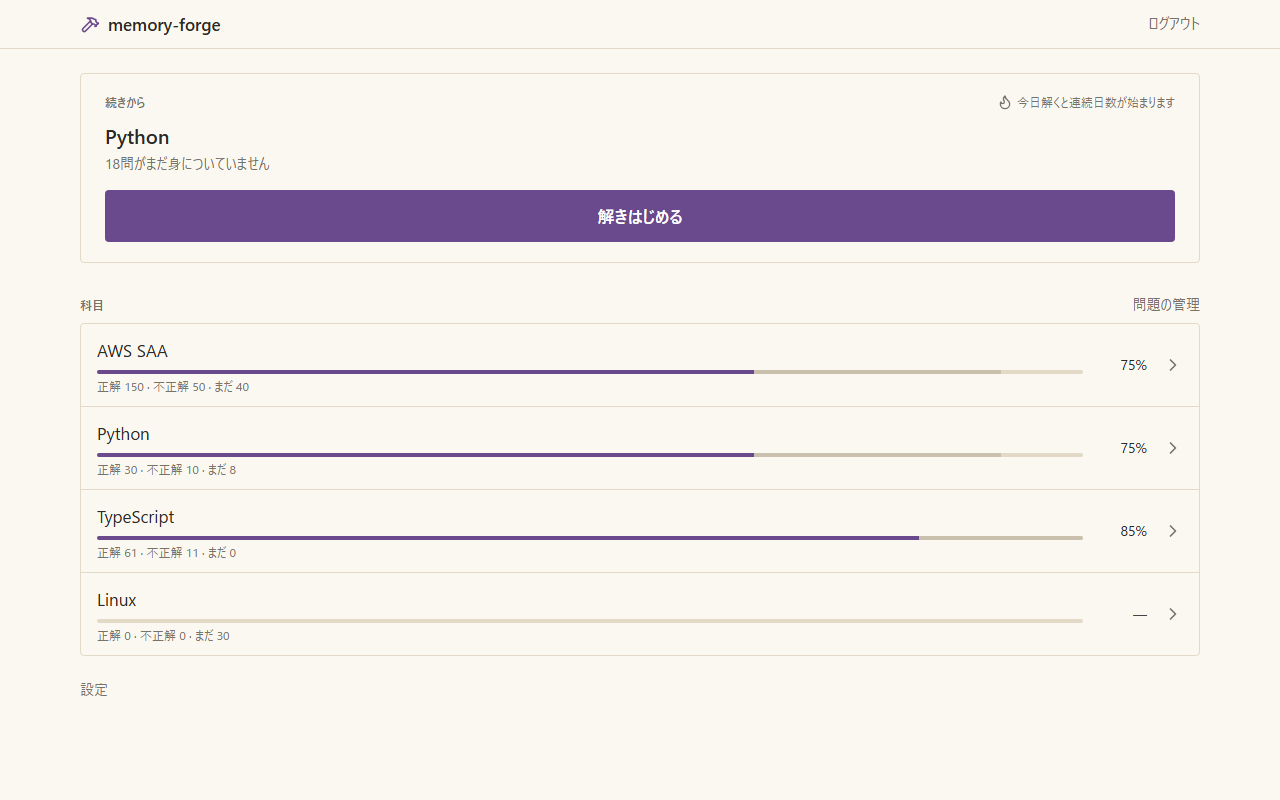 memory-forge
ログアウト
続きから
今日解くと連続日数が始まります
Python
18問がまだ身についていません
解きはじめる
科目
問題の管理
AWS SAA
75%
正解 150 · 不正解 50 · まだ 40
Python
75%
正解 30 · 不正解 10 · まだ 8
TypeScript
85%
正解 61 · 不正解 11 · まだ 0
Linux
—
正解 0 · 不正解 0 · まだ 30
設定